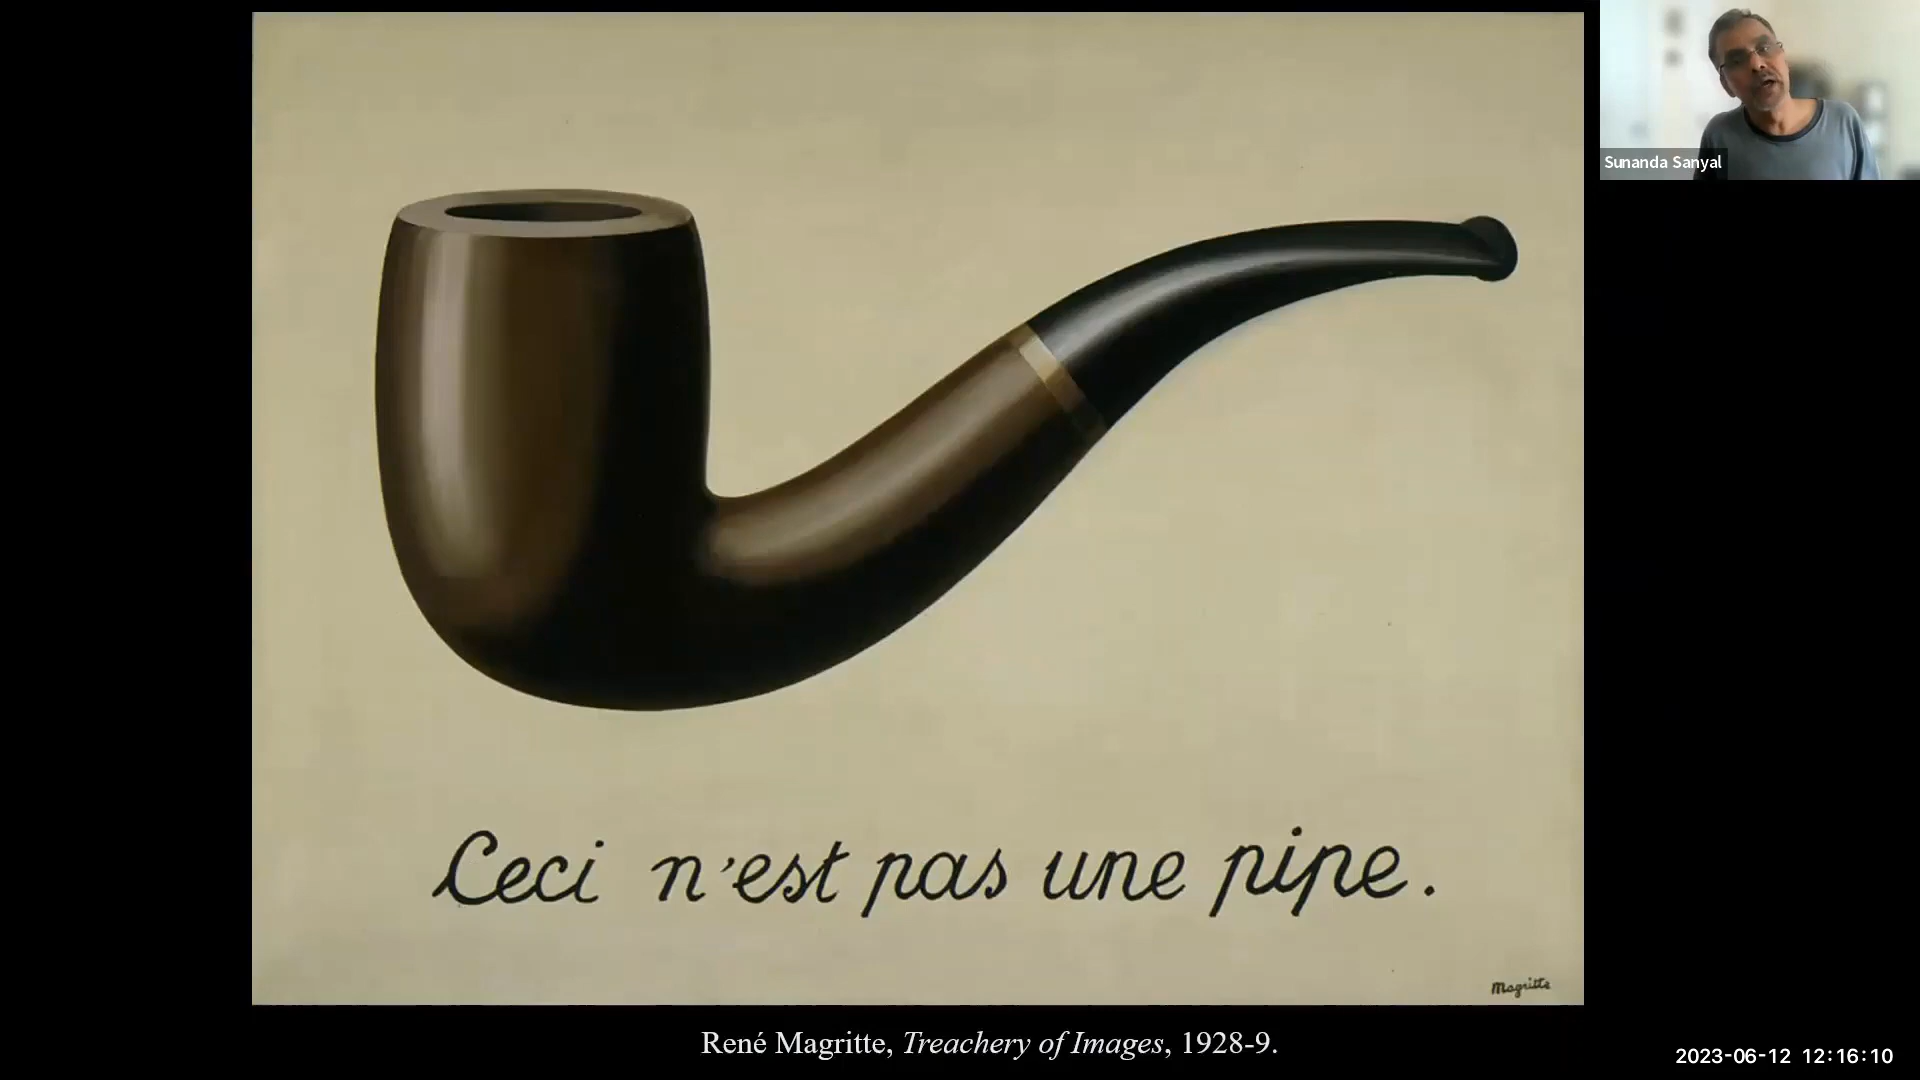 Sunanda Sanyal
Ceci n'est pas une pipe.
Magritte
René Magritte, Treachery of Images, 1928-9.
2023-06-12 12:16:10